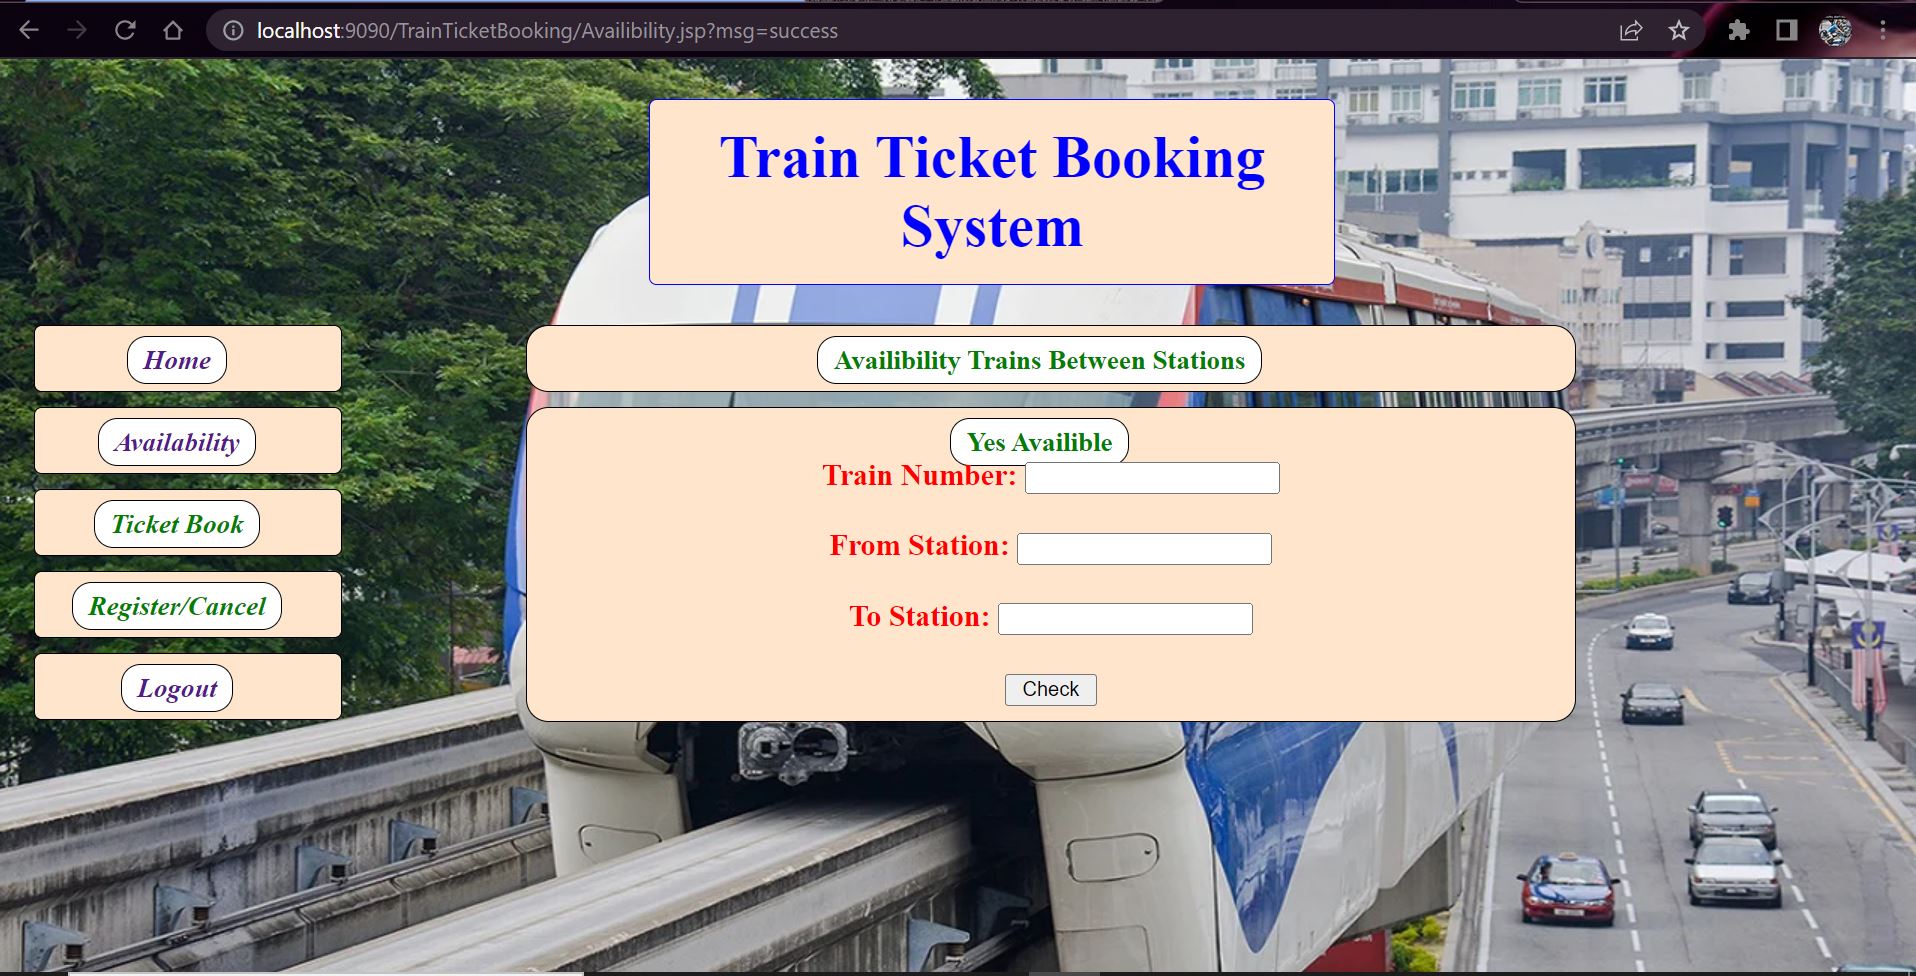 localhost:9090/TrainTicketBooking/Availibility.jsp?msg=success
Train Ticket Booking
System
Home
Availability
Ticket Book
Register/Cancel
Logout
Availibility Trains Between Stations
Yes Availible
Train Number:
From Station:
To Station:
Check